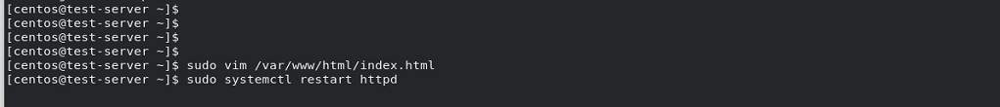 [centos@test-server ~]$
[centos@test-server ~]$
[centos@test-server ~]$
[centos@test-server ~]$
[centos@test-server ~]$ sudo vim /var/www/html/index.html
[centos@test-server ~]$ sudo systemctl restart httpd